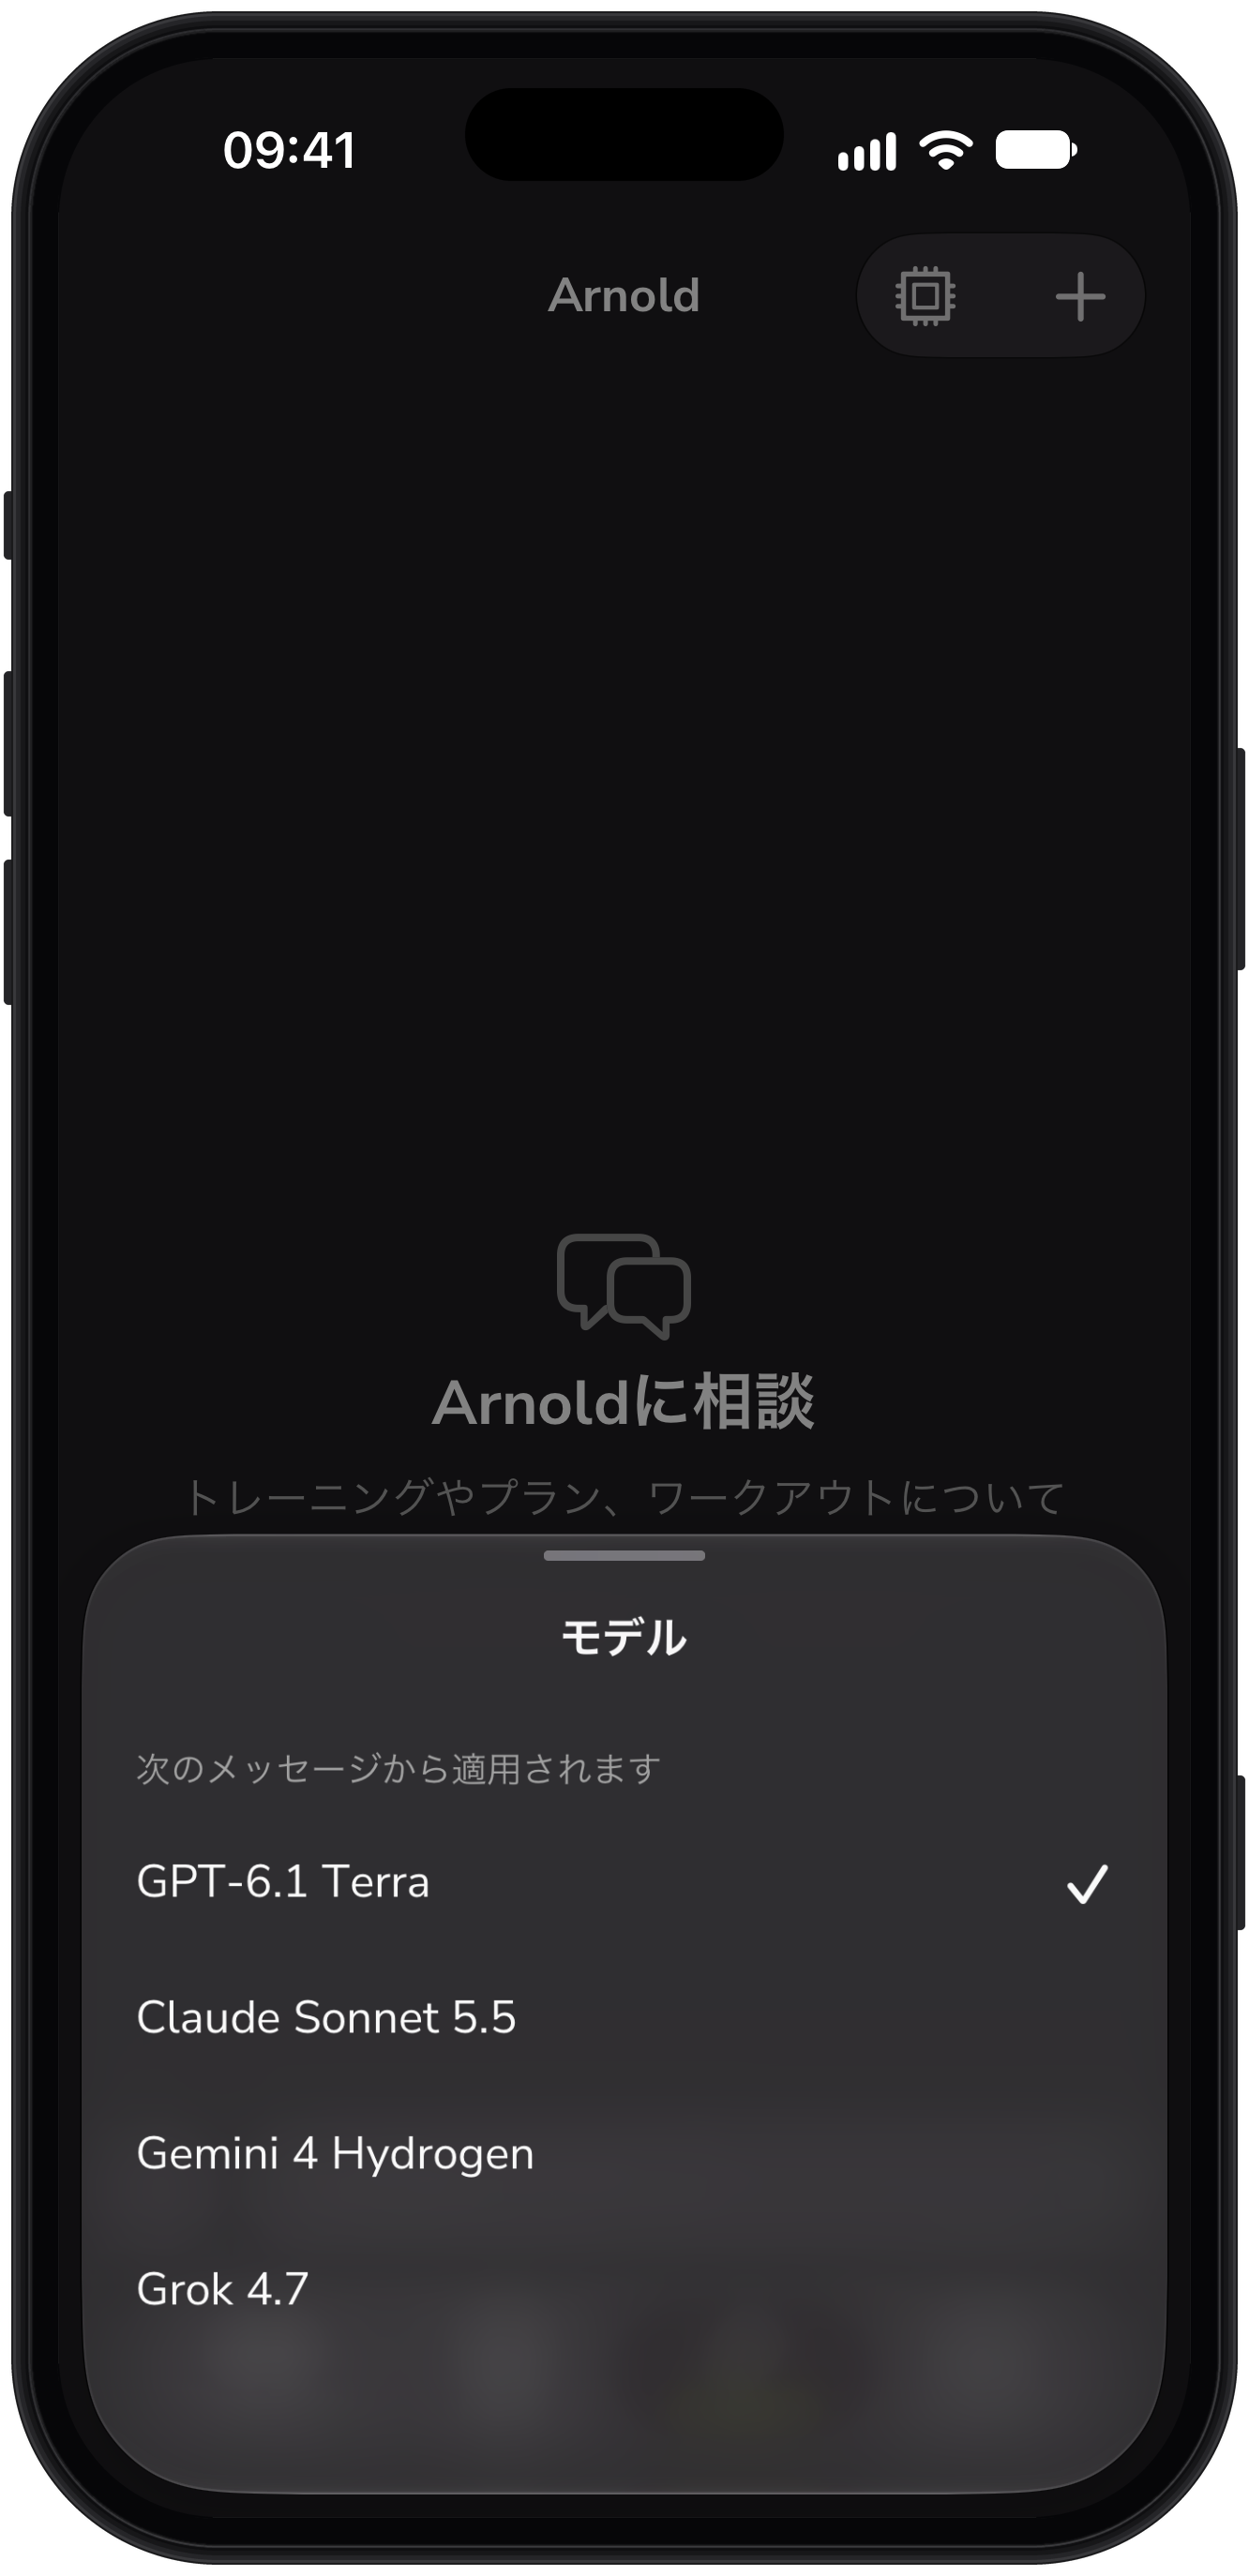 09:41
Arnold
Arnoldに相談
トレーニングやプラン、ワークアウトについて
モデル
次のメッセージから適用されます
GPT-6.1 Terra
Claude Sonnet 5.5
Gemini 4 Hydrogen
Grok 4.7